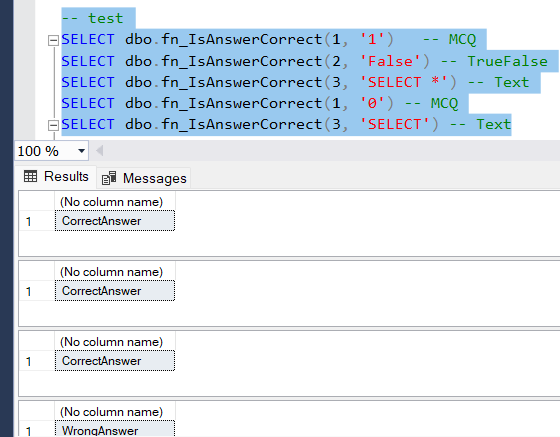 -- test
SELECT dbo.fn_IsAnswerCorrect(1, '1')   -- MCQ
SELECT dbo.fn_IsAnswerCorrect(2, 'False') -- TrueFalse
SELECT dbo.fn_IsAnswerCorrect(3, 'SELECT *') -- Text
SELECT dbo.fn_IsAnswerCorrect(1, '0') -- MCQ
SELECT dbo.fn_IsAnswerCorrect(3, 'SELECT') -- Text
100 %
Results Messages
(No column name)
1 CorrectAnswer
(No column name)
1 CorrectAnswer
(No column name)
1 CorrectAnswer
(No column name)
1 WrongAnswer